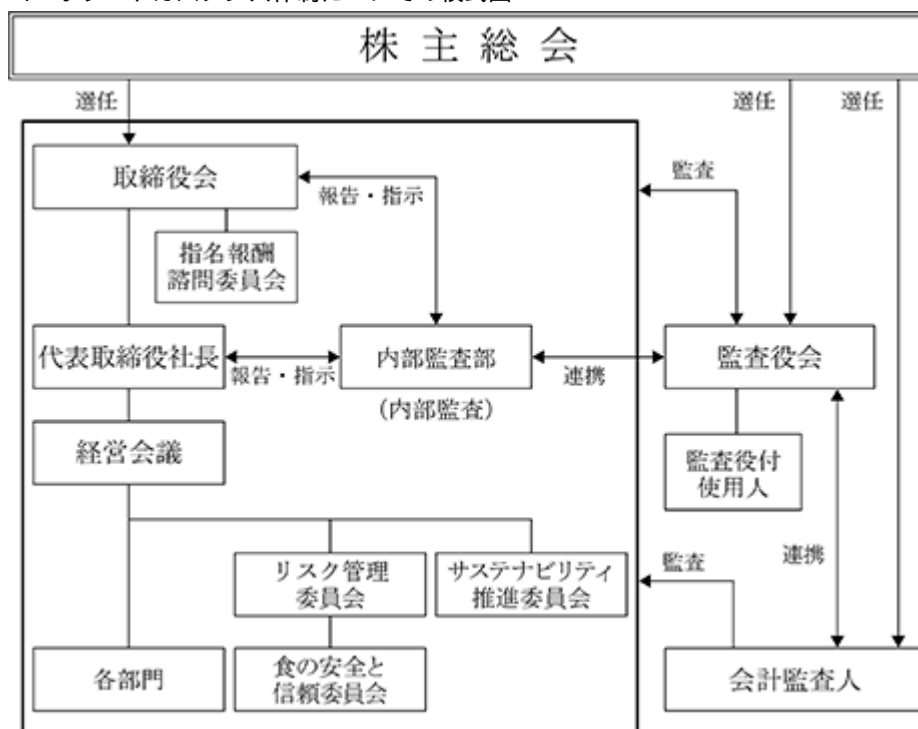 株主総会
選任
選任
選任
取締役会
報告・指示
監査
指名報酬
諮問委員会
代表取締役社長
報告・指示
内部監査部
(内部監査)
連携
監査役会
経営会議
監査役付
使用人
連携
リスク管理
委員会
サステナビリティ
推進委員会
監査
各部門
食の安全と
信頼委員会
会計監査人